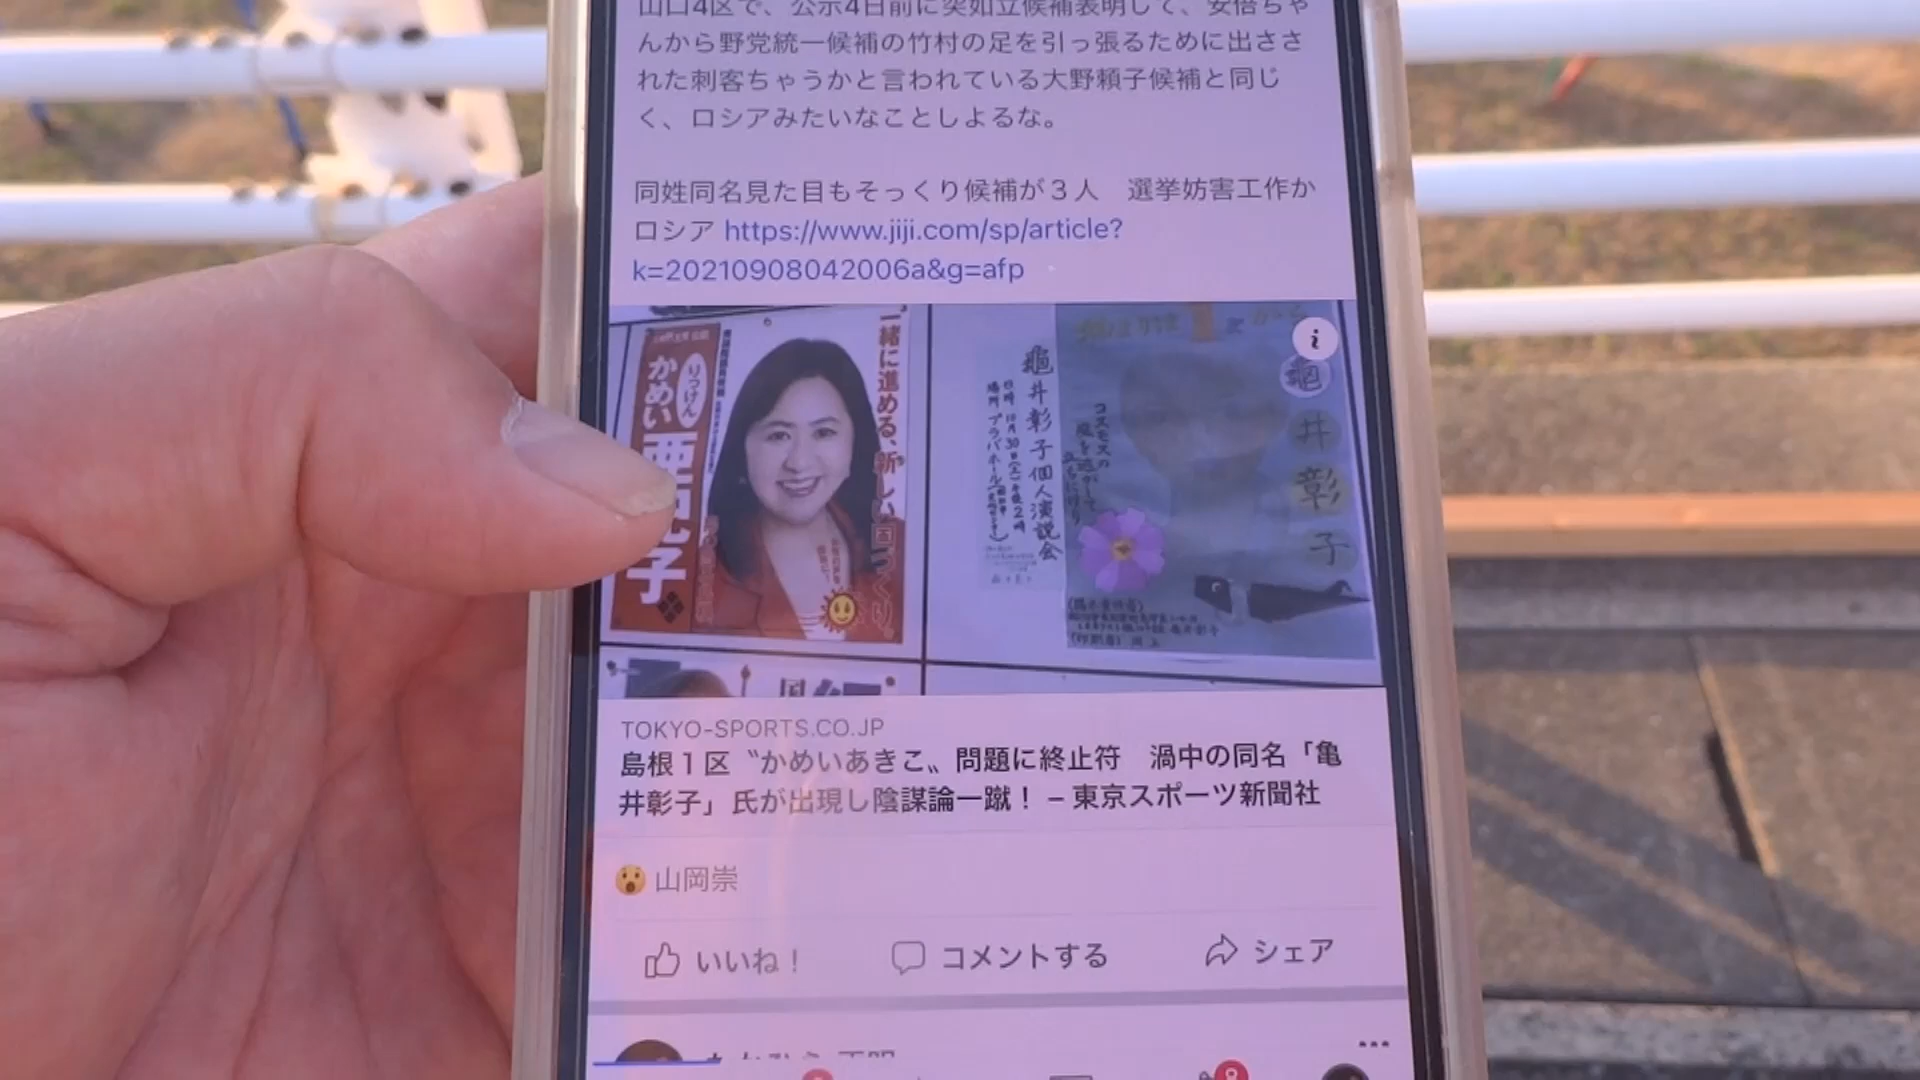 山口4区で、公示4日前に突如立候補表明して、安倍ちゃ
んから野党統一候補の竹村の足を引っ張るために出ささ
れた刺客ちゃうかと言われている大野頼子候補と同じ
く、ロシアみたいなことしよるな。
同姓同名見た目もそっくり候補が３人　選挙妨害工作か
ロシア https://www.jiji.com/sp/article?
k=20210908042006a&g=afp
一緒に進める、新しい国づくり。
りっけん
かめい
亜紀子
亀井彰子
亀井彰子個人演説会
コスモスの
TOKYO-SPORTS.CO.JP
島根１区〝かめいあきこ〟問題に終止符　渦中の同名「亀
井彰子」氏が出現し陰謀論一蹴！ – 東京スポーツ新聞社
山岡崇
いいね！
コメントする
シェア